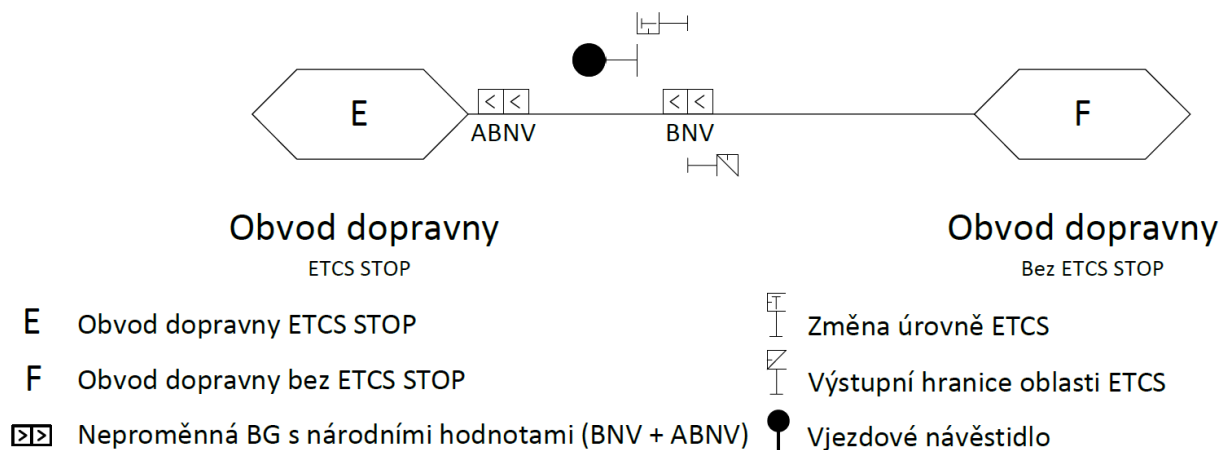 E
F
ABNV
BNV
Obvod dopravny
ETCS STOP
Obvod dopravny
Bez ETCS STOP
E Obvod dopravny ETCS STOP
Změna úrovně ETCS
F Obvod dopravny bez ETCS STOP
Výstupní hranice oblasti ETCS
Neproměnná BG s národními hodnotami (BNV + ABNV)
Vjezdové návěstidlo